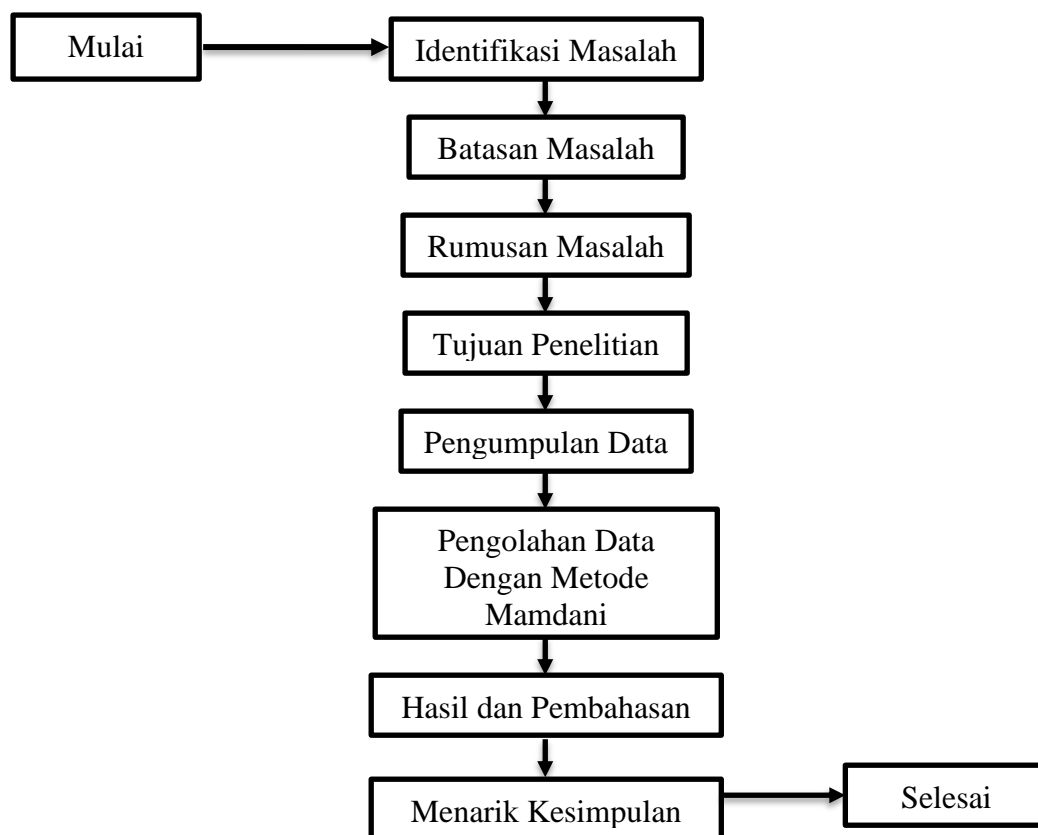 Mulai
Identifikasi Masalah
Batasan Masalah
Rumusan Masalah
Tujuan Penelitian
Pengumpulan Data
Pengolahan Data
Dengan Metode
Mamdani
Hasil dan Pembahasan
Menarik Kesimpulan
Selesai